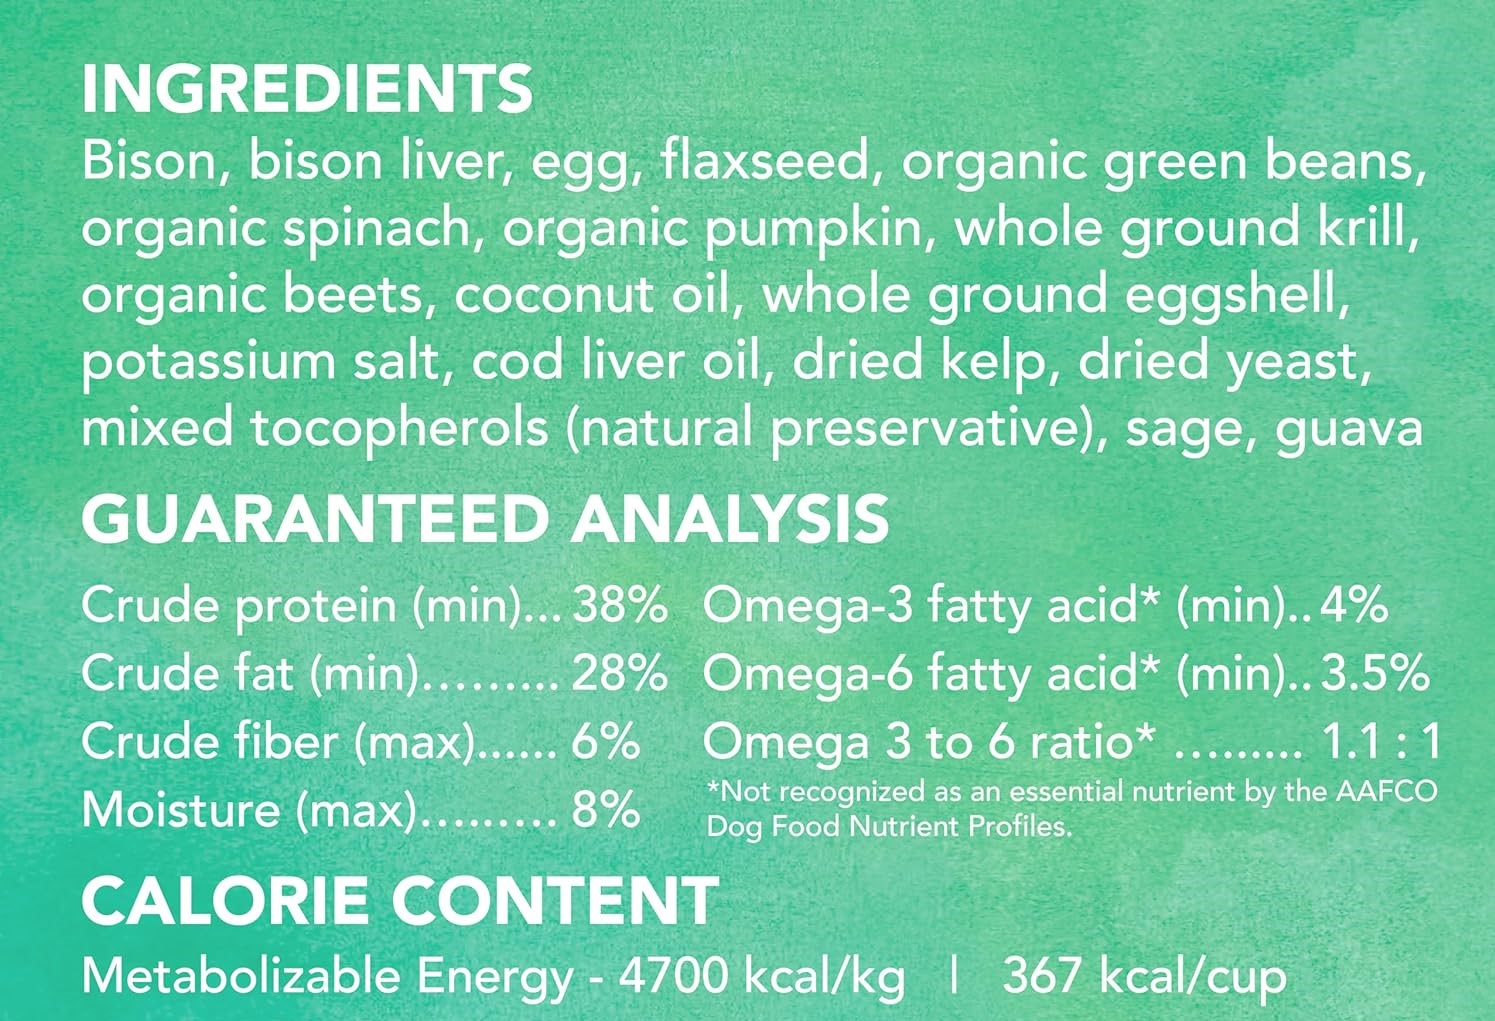 INGREDIENTS
Bison, bison liver, egg, flaxseed, organic green beans,
organic spinach, organic pumpkin, whole ground krill,
organic beets, coconut oil, whole ground eggshell,
potassium salt, cod liver oil, dried kelp, dried yeast,
mixed tocopherols (natural preservative), sage, guava
GUARANTEED ANALYSIS
Crude protein (min)... 38%
Crude fat (min)......... 28%
Crude fiber (max)...... 6%
Moisture (max).......... 8%
Omega-3 fatty acid* (min).. 4%
Omega-6 fatty acid* (min).. 3.5%
Omega 3 to 6 ratio* ......... 1.1 : 1
*Not recognized as an essential nutrient by the AAFCO
Dog Food Nutrient Profiles.
CALORIE CONTENT
Metabolizable Energy - 4700 kcal/kg | 367 kcal/cup